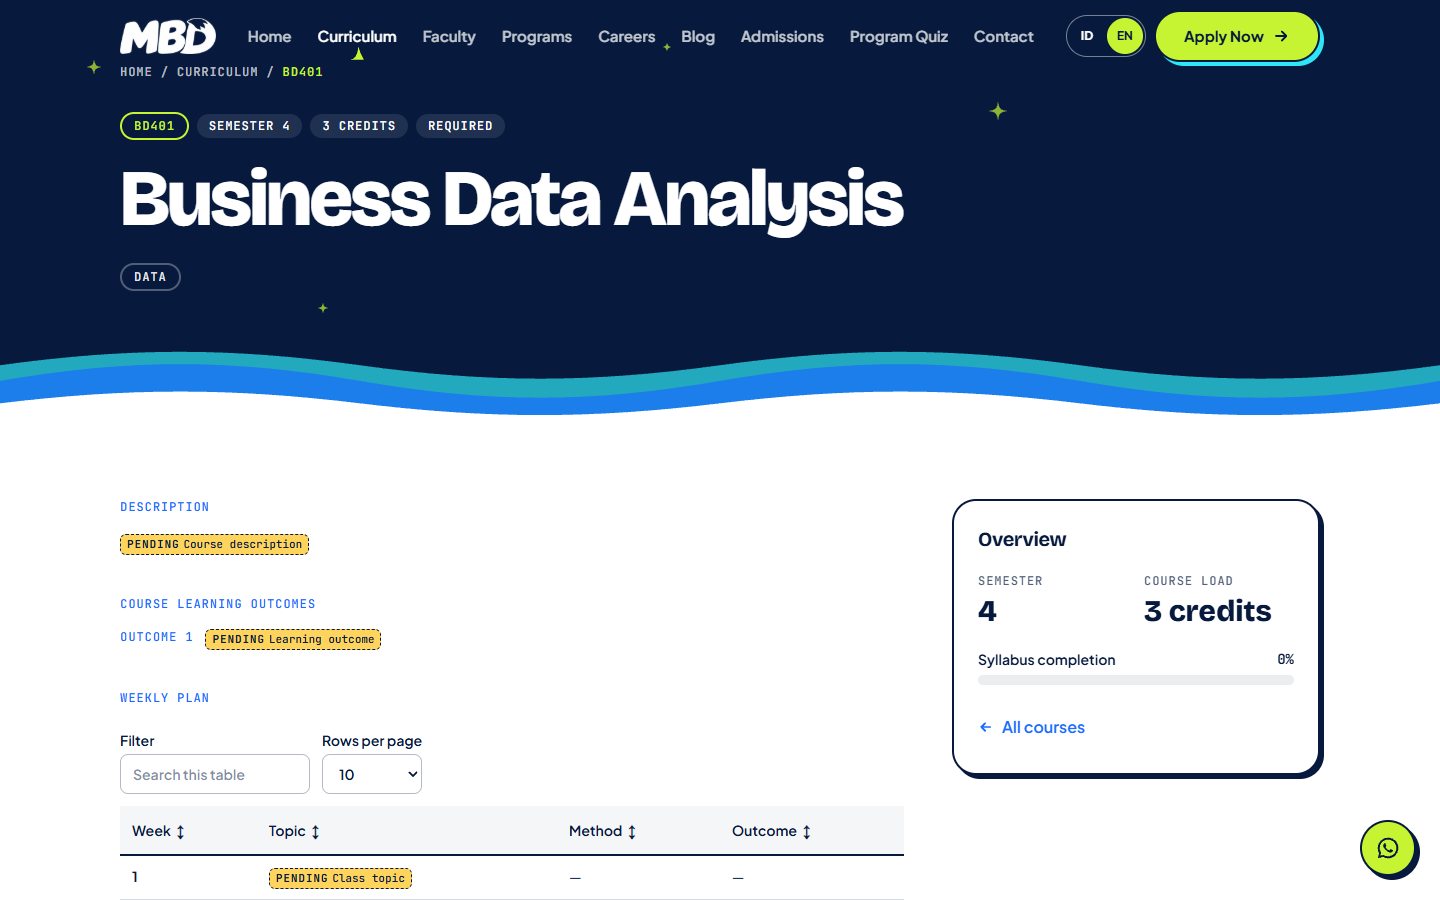 MBD
Home Curriculum Faculty Programs Careers Blog Admissions Program Quiz Contact ID EN Apply Now →
HOME / CURRICULUM / BD401
BD401 SEMESTER 4 3 CREDITS REQUIRED
Business Data Analysis
DATA
DESCRIPTION
PENDING Course description
COURSE LEARNING OUTCOMES
OUTCOME 1 PENDING Learning outcome
WEEKLY PLAN
Filter Rows per page
Search this table 10
Week ↕ Topic ↕ Method ↕ Outcome ↕
1 PENDING Class topic — —
Overview
SEMESTER COURSE LOAD
4 3 credits
Syllabus completion 0%
← All courses